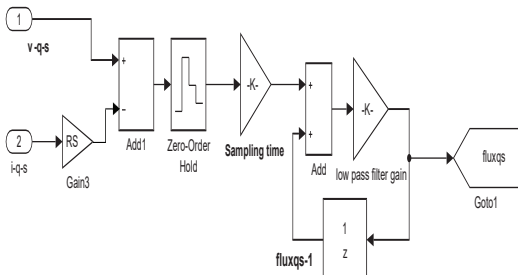 1
v-q-s
2
i-q-s
RS
Gain3
+
−
Add1
Zero-Order
Hold
-K-
Sampling time
+
+
Add
-K-
low pass filter gain
fluxqs
Goto1
1
z
fluxqs-1